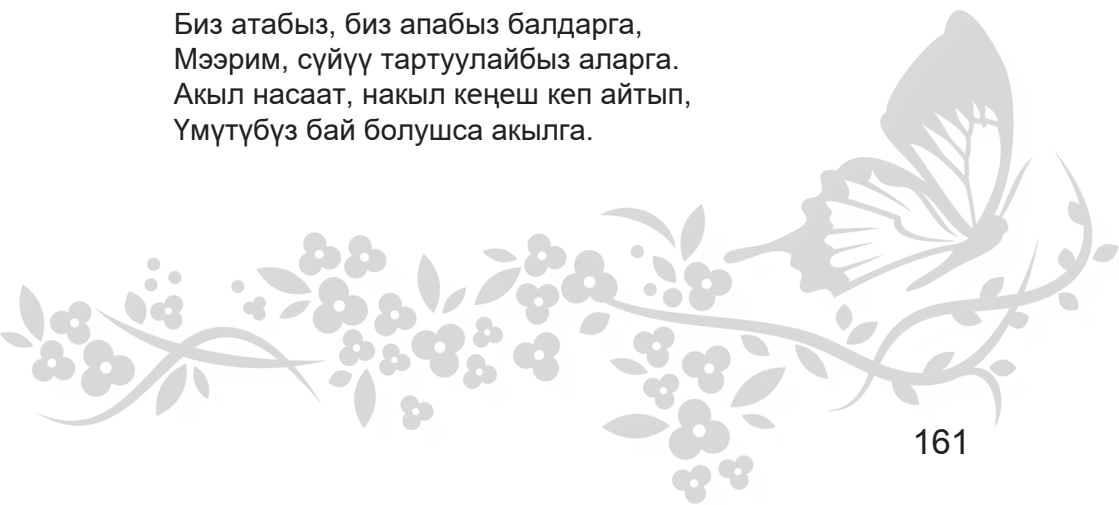 Биз атабыз, биз апабыз балдарга,
Мээрим, сүйүү тартуулайбыз аларга.
Акыл насаат, накыл кеңеш кеп айтып,
Үмүтүбүз бай болушса акылга.
161